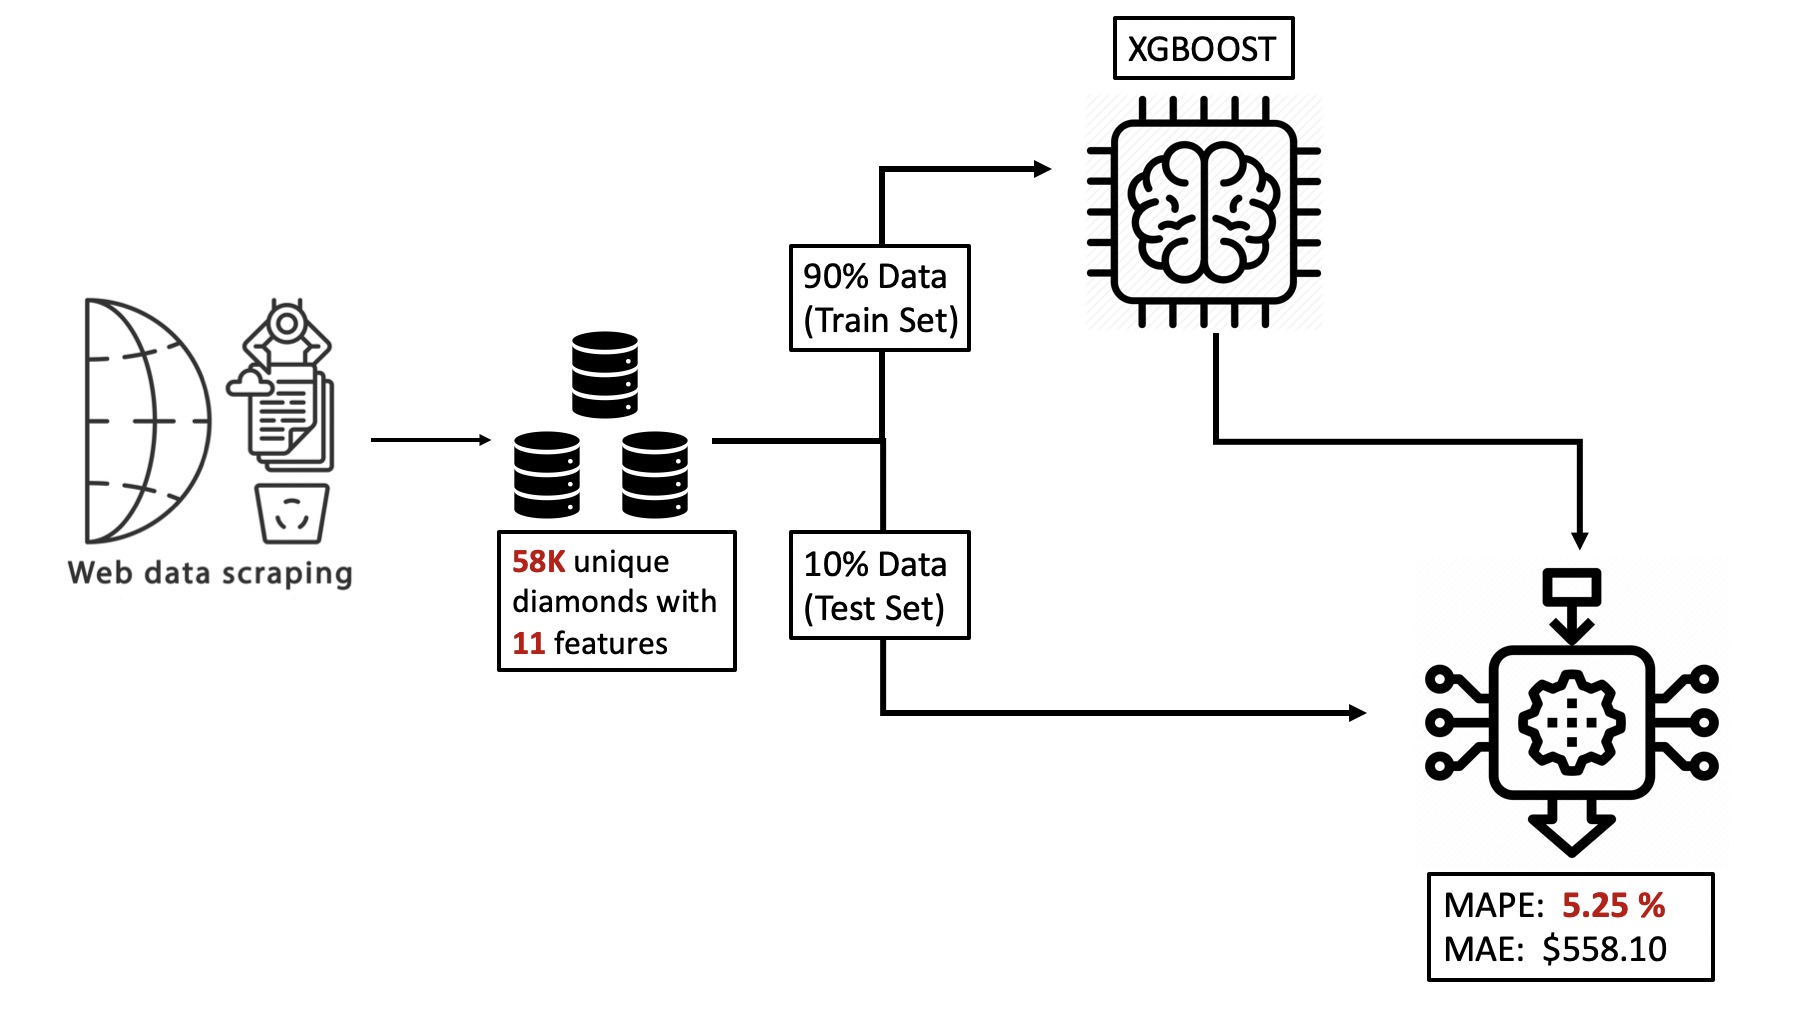 Web data scraping
58K unique
diamonds with
11 features
90% Data
(Train Set)
10% Data
(Test Set)
XGBOOST
MAPE: 5.25 %
MAE: $558.10